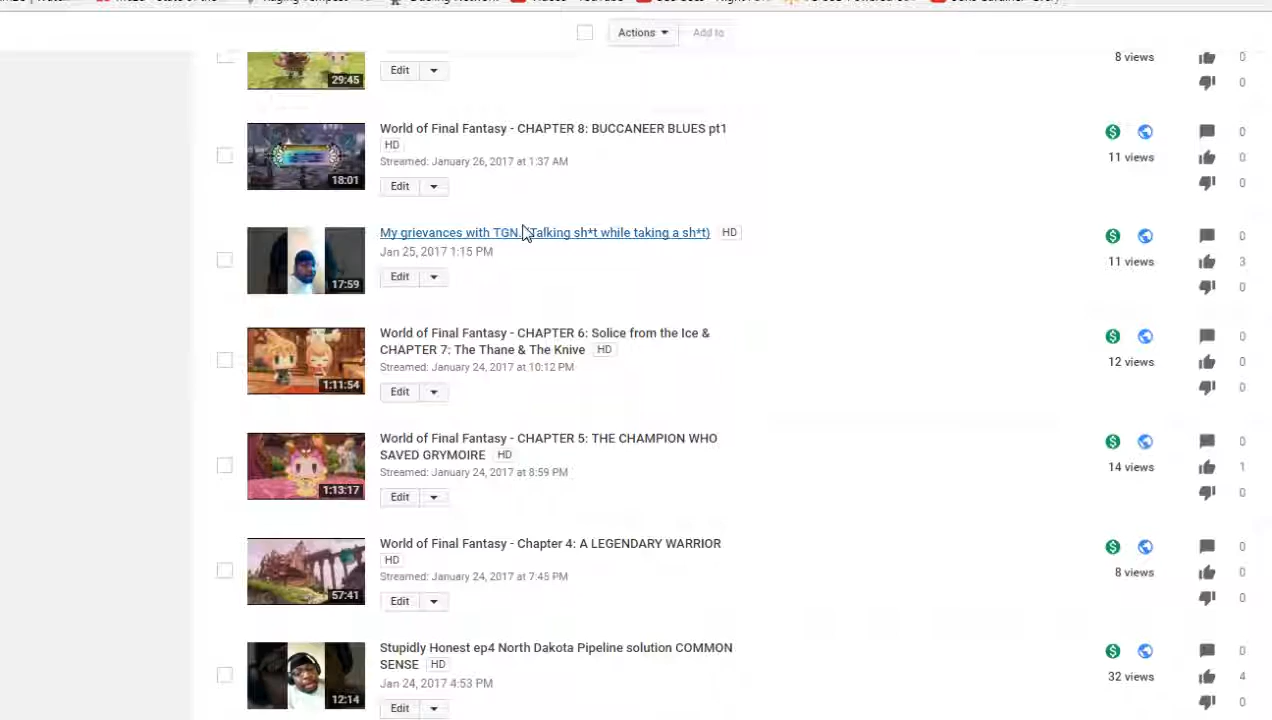 Actions
Add to
29:45
Edit
8 views
0
0
World of Final Fantasy - CHAPTER 8: BUCCANEER BLUES pt1
HD
Streamed: January 26, 2017 at 1:37 AM
18:01
Edit
11 views
0
0
0
My grievances with TGN. Talking sh*t while taking a sh*t) HD
Jan 25, 2017 1:15 PM
17:59
Edit
11 views
0
3
0
World of Final Fantasy - CHAPTER 6: Solice from the Ice &
CHAPTER 7: The Thane & The Knive HD
Streamed: January 24, 2017 at 10:12 PM
1:11:54
Edit
12 views
0
0
0
World of Final Fantasy - CHAPTER 5: THE CHAMPION WHO
SAVED GRYMOIRE HD
Streamed: January 24, 2017 at 8:59 PM
1:13:17
Edit
14 views
0
1
0
World of Final Fantasy - Chapter 4: A LEGENDARY WARRIOR
HD
Streamed: January 24, 2017 at 7:45 PM
57:41
Edit
8 views
0
0
0
Stupidly Honest ep4 North Dakota Pipeline solution COMMON
SENSE HD
Jan 24, 2017 4:53 PM
12:14
Edit
32 views
0
4
0